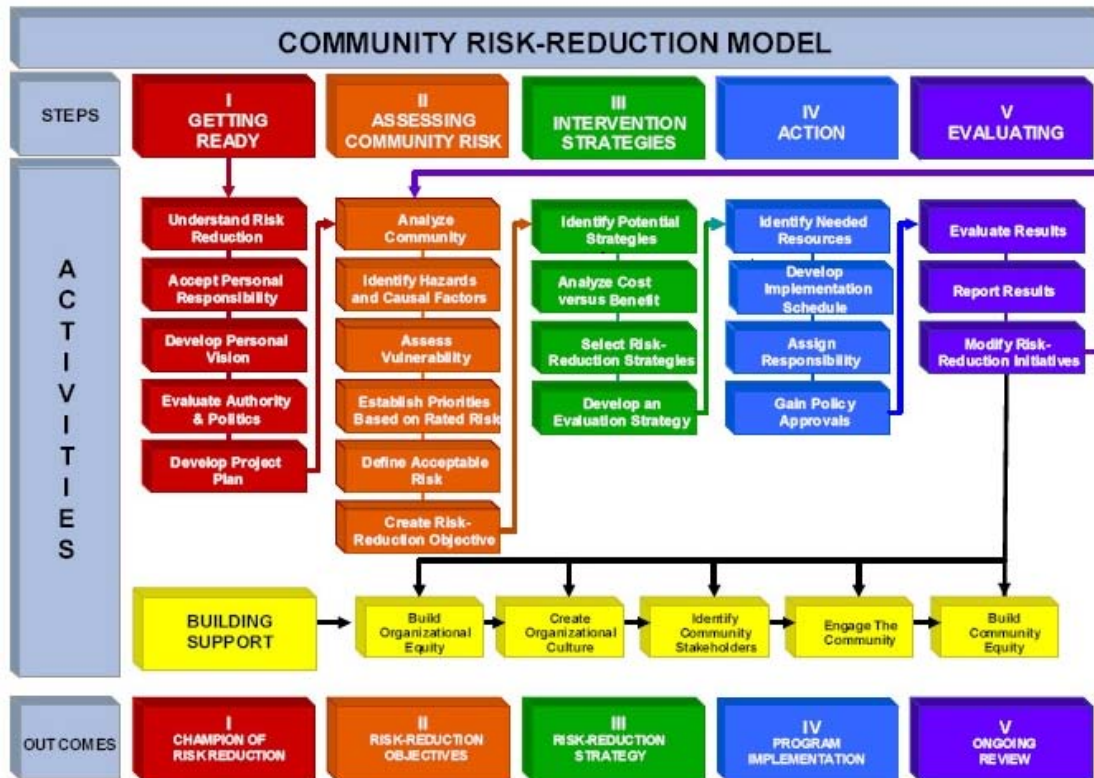 COMMUNITY RISK-REDUCTION MODEL
STEPS
I
GETTING
READY
II
ASSESSING
COMMUNITY RISK
III
INTERVENTION
STRATEGIES
IV
ACTION
V
EVALUATING
ACTIVITIES
Understand Risk
Reduction
Accept Personal
Responsibility
Develop Personal
Vision
Evaluate Authority
& Politics
Develop Project
Plan
Analyze
Community
Identify Hazards
and Causal Factors
Assess
Vulnerability
Establish Priorities
Based on Rated Risk
Define Acceptable
Risk
Create Risk-
Reduction Objective
Identify Potential
Strategies
Analyze Cost
versus Benefit
Select Risk-
Reduction Strategies
Develop an
Evaluation Strategy
Identify Needed
Resources
Develop
Implementation
Schedule
Assign
Responsibility
Gain Policy
Approvals
Evaluate Results
Report Results
Modify Risk-
Reduction Initiatives
BUILDING
SUPPORT
Build
Organizational
Equity
Create
Organizational
Culture
Identify
Community
Stakeholders
Engage The
Community
Build
Community
Equity
OUTCOMES
I
CHAMPION OF
RISK REDUCTION
II
RISK-REDUCTION
OBJECTIVES
III
RISK-REDUCTION
STRATEGY
IV
PROGRAM
IMPLEMENTATION
V
ONGOING
REVIEW